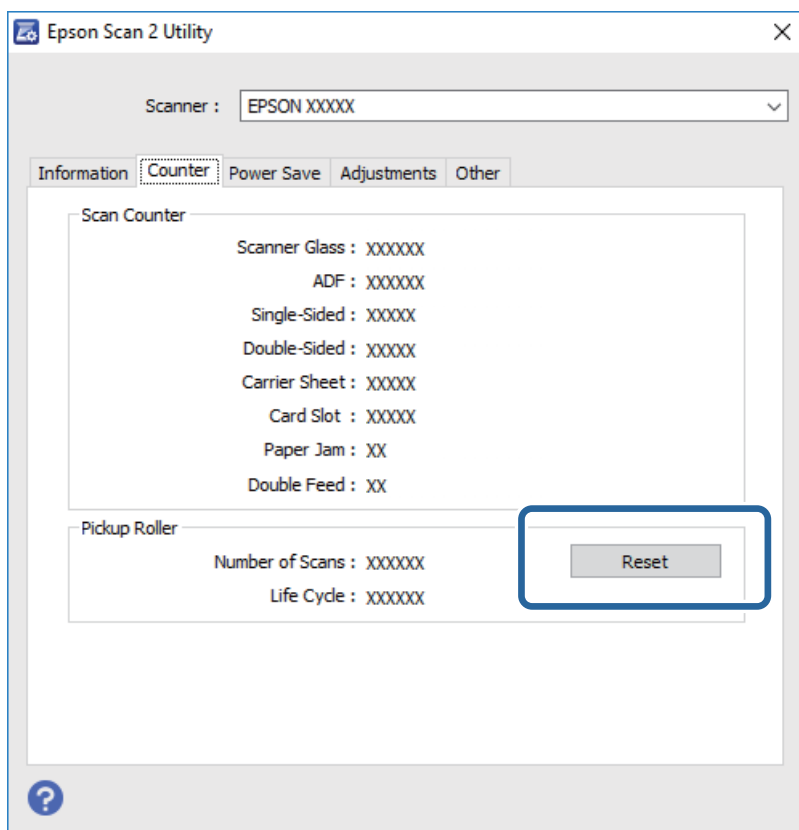 Epson Scan 2 Utility
Scanner : EPSON XXXXX
Information Counter Power Save Adjustments Other
Scan Counter
Scanner Glass : XXXXXX
ADF : XXXXXX
Single-Sided : XXXXX
Double-Sided : XXXXX
Carrier Sheet : XXXXX
Card Slot : XXXXX
Paper Jam : XX
Double Feed : XX
Pickup Roller
Number of Scans : XXXXXX Reset
Life Cycle : XXXXXX
?